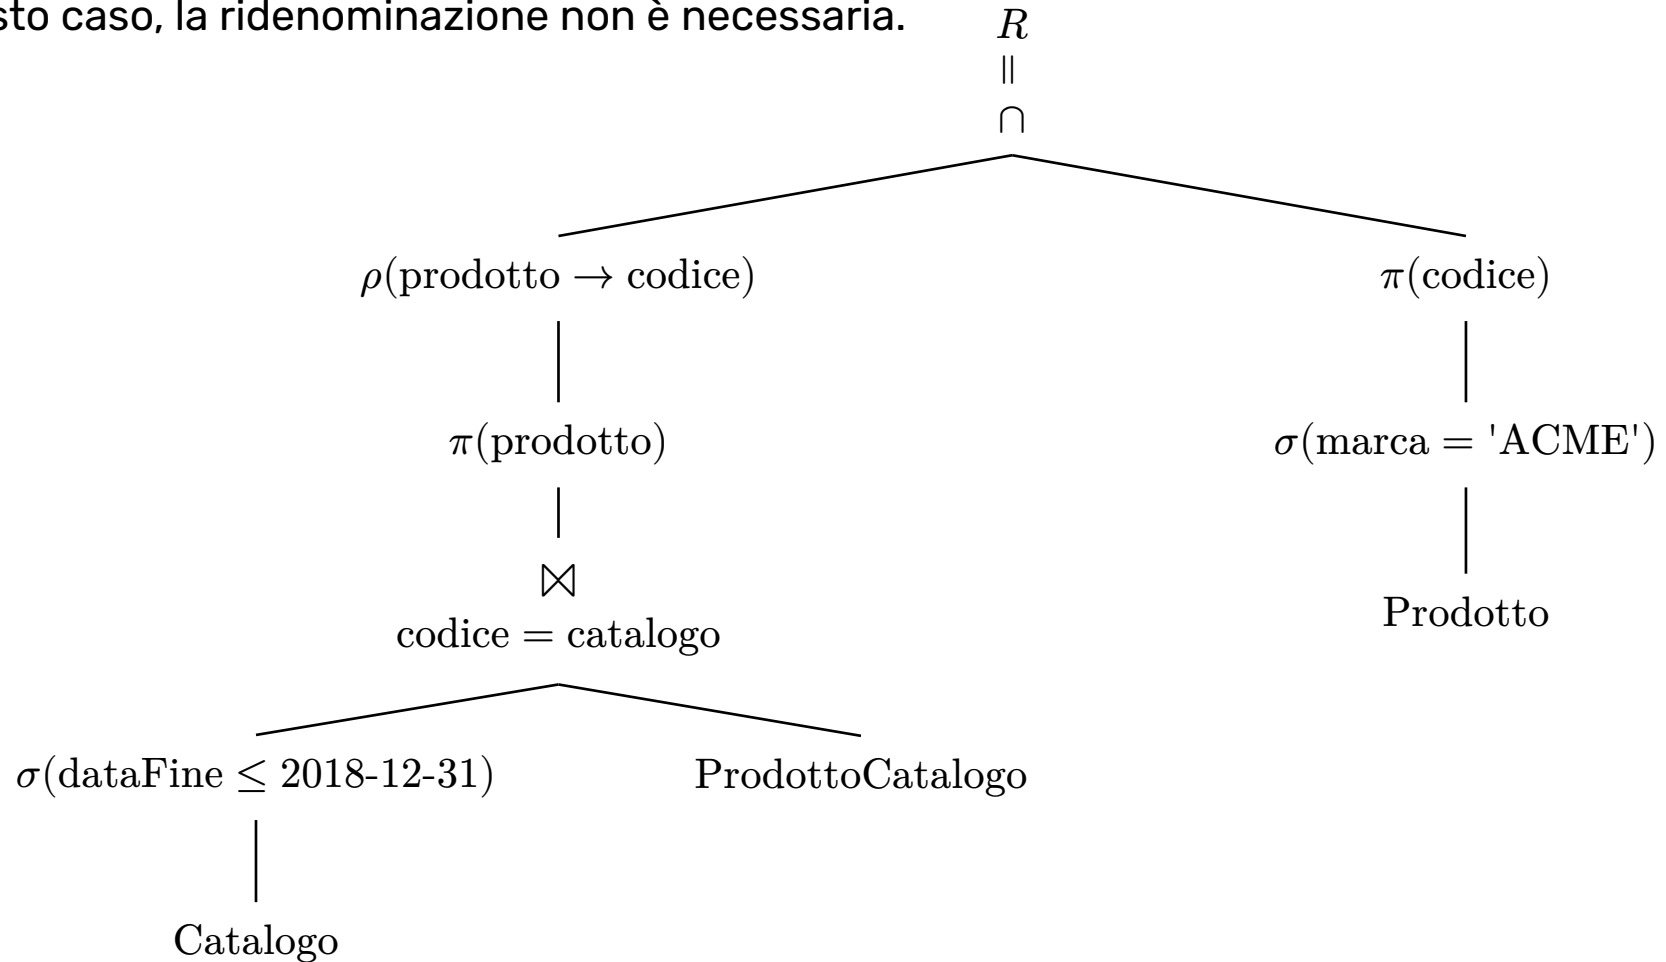 sto caso, la ridenominazione non è necessaria.
R
=
∩
ρ(prodotto → codice) π(codice)
π(prodotto) σ(marca = 'ACME')
⋈
codice = catalogo
Prodotto
σ(dataFine ≤ 2018-12-31) ProdottoCatalogo
Catalogo